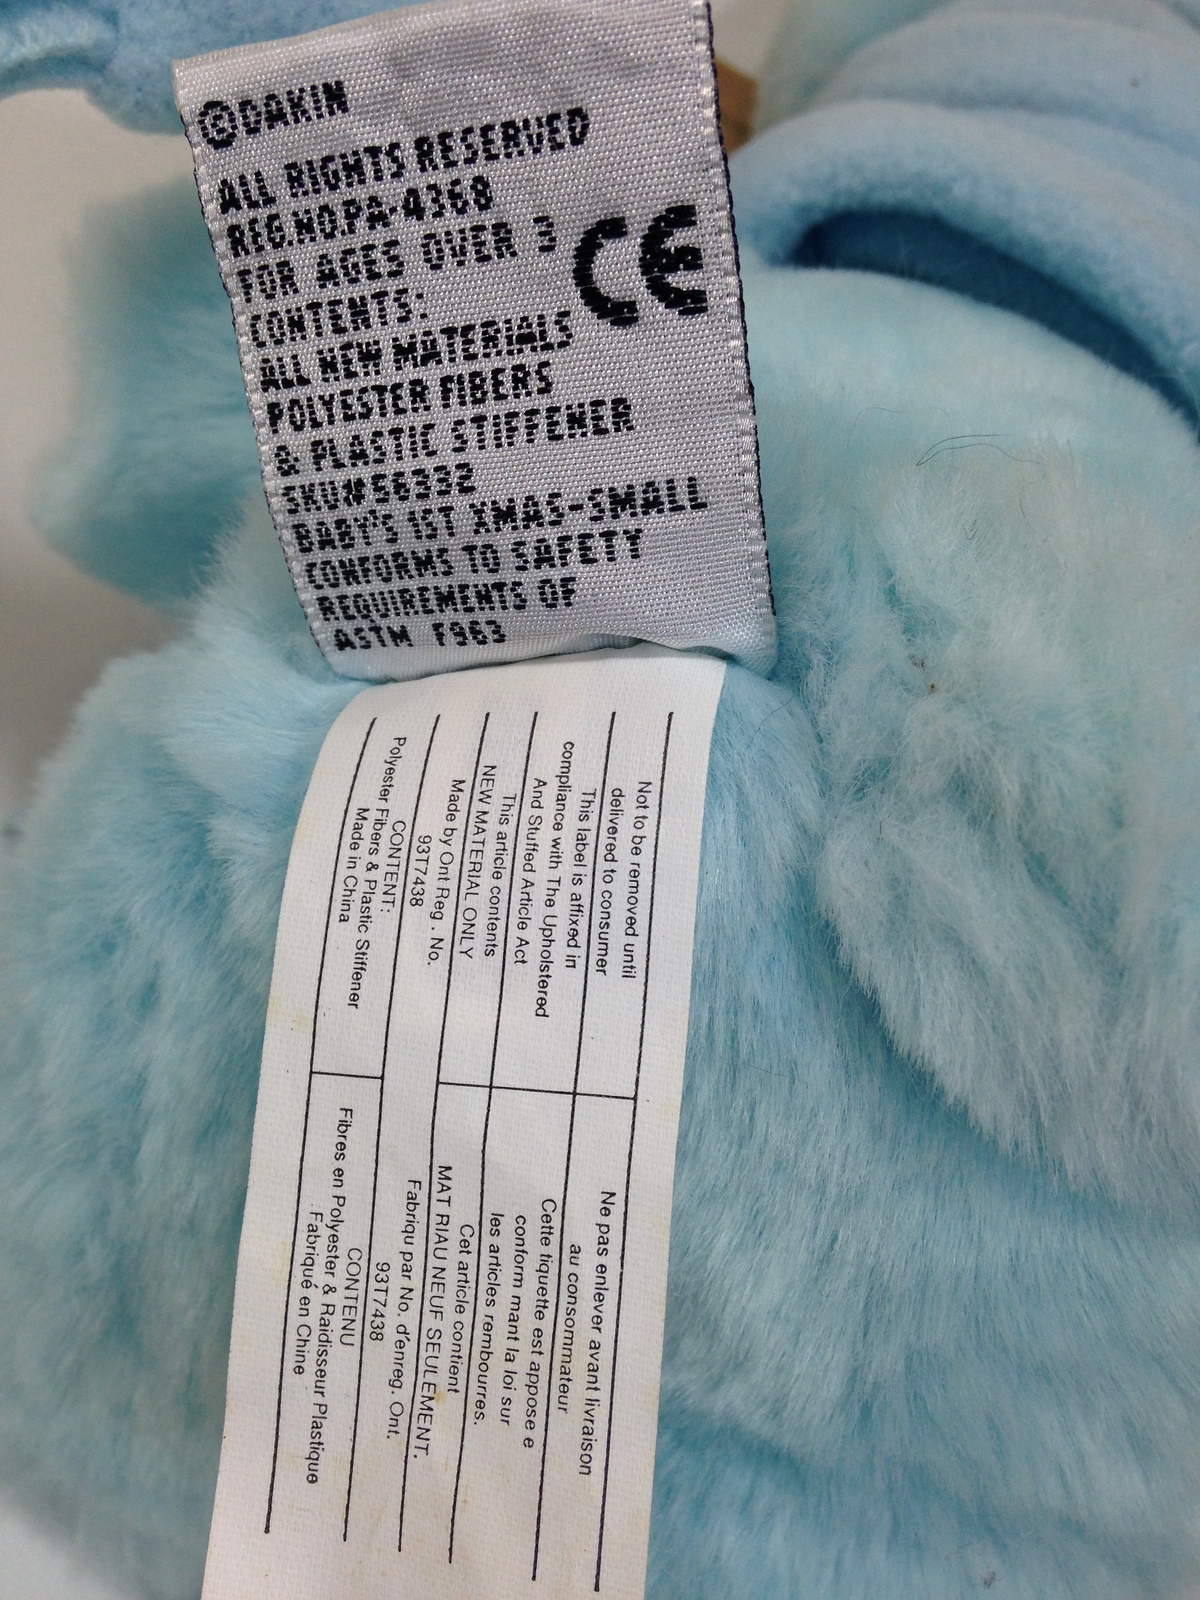 ©DAKIN
ALL RIGHTS RESERVED
REG.NO.PA-4368
FOR AGES OVER 3
CE
CONTENTS:
ALL NEW MATERIALS
POLYESTER FIBERS
& PLASTIC STIFFENER
SKU#56332
BABY'S 1ST XMAS-SMALL
CONFORMS TO SAFETY
REQUIREMENTS OF
ASTM F963
Not to be removed until
delivered to consumer
This label is affixed in
compliance with The Upholstered
And Stuffed Article Act
This article contents
NEW MATERIAL ONLY
Made by Ont Reg. No.
93T7438
CONTENT:
Polyester Fibers & Plastic Stiffener
Made in China
Ne pas enlever avant livraison
au consommateur
Cette tiquette est appose e
conform mant la loi sur
les articles rembourres.
Cet article contient
MAT RIAU NEUF SEULEMENT.
Fabriqu par No. d'enreg. Ont.
93T7438
CONTENU
Fibres en Polyester & Raidisseur Plastique
Fabriqué en Chine